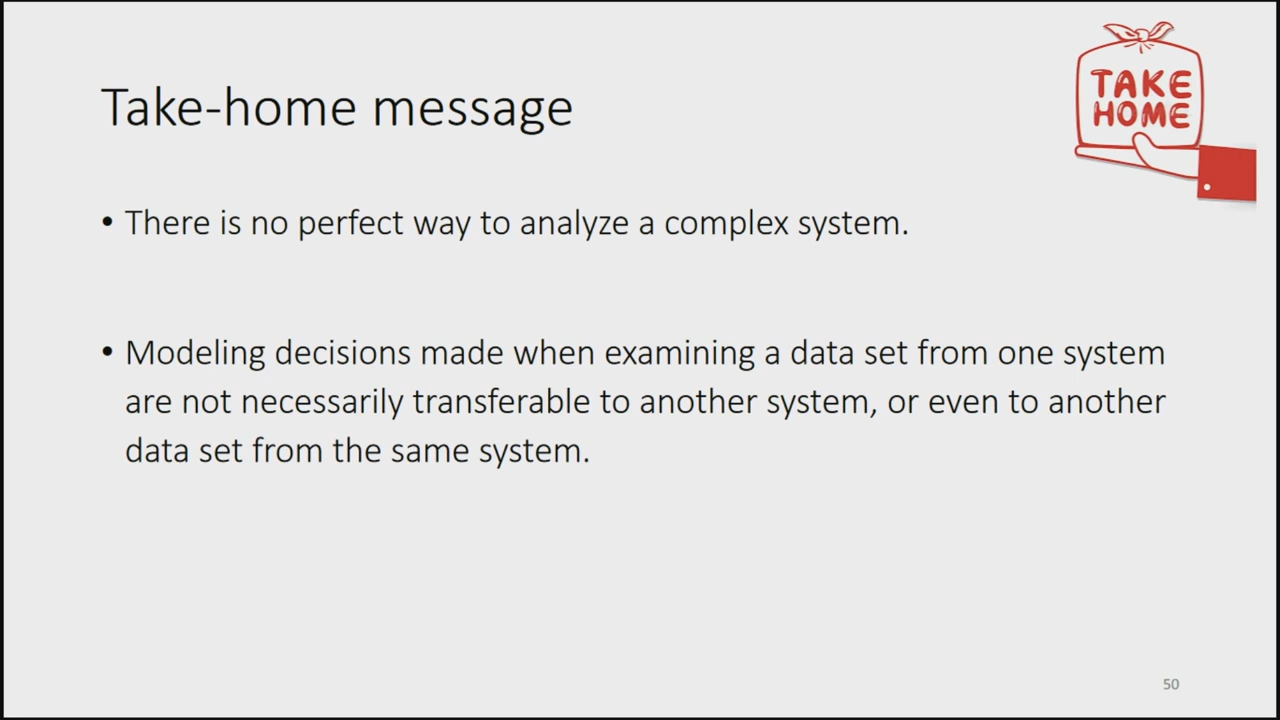 TAKE
HOME
Take-home message
• There is no perfect way to analyze a complex system.
• Modeling decisions made when examining a data set from one system
are not necessarily transferable to another system, or even to another
data set from the same system.
50